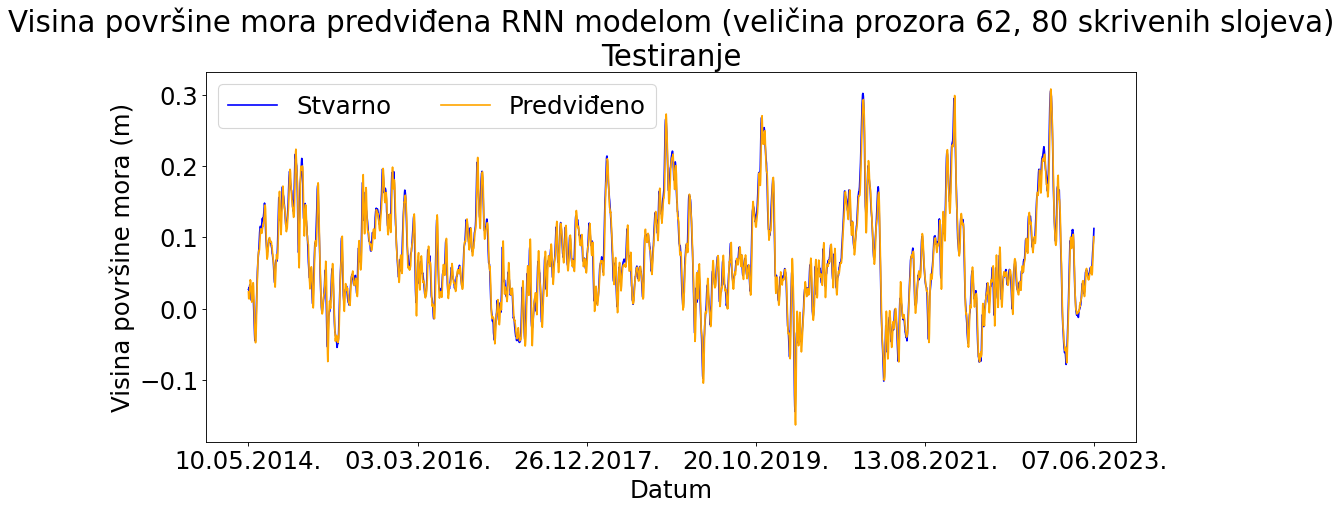 Visina površine mora predviđena RNN modelom (veličina prozora 62, 80 skrivenih slojeva)
Testiranje
Stvarno
Predviđeno
Visina površine mora (m)
0.3
0.2
0.1
0.0
−0.1
10.05.2014.
03.03.2016.
26.12.2017.
20.10.2019.
13.08.2021.
07.06.2023.
Datum